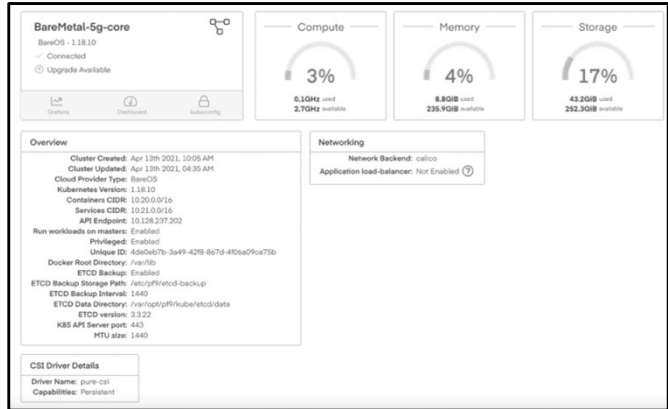 BareMetal-5g-core
BareOS - 1.18.10
Connected
Upgrade Available
Grafana
Dashboard
kubeconfig
Compute
3%
0.1GHz used
2.7GHz available
Memory
4%
8.8GiB used
235.9GiB available
Storage
17%
43.2GiB used
252.3GiB available
Overview
Cluster Created: Apr 13th 2021, 10:05 AM
Cluster Updated: Apr 13th 2021, 04:35 AM
Cloud Provider Type: BareOS
Kubernetes Version: 1.18.10
Containers CIDR: 10.20.0.0/16
Services CIDR: 10.21.0.0/16
API Endpoint: 10.128.237.202
Run workloads on masters: Enabled
Privileged: Enabled
Unique ID: 4de0eb7b-3a49-42f8-867d-4f06a09ca75b
Docker Root Directory: /var/lib
ETCD Backup: Enabled
ETCD Backup Storage Path: /etc/pf9/etcd-backup
ETCD Backup Interval: 1440
ETCD Data Directory: /var/opt/pf9/kube/etcd/data
ETCD version: 3.3.22
K8S API Server port: 443
MTU size: 1440
Networking
Network Backend: calico
Application load-balancer: Not Enabled ?
CSI Driver Details
Driver Name: pure-csi
Capabilities: Persistent